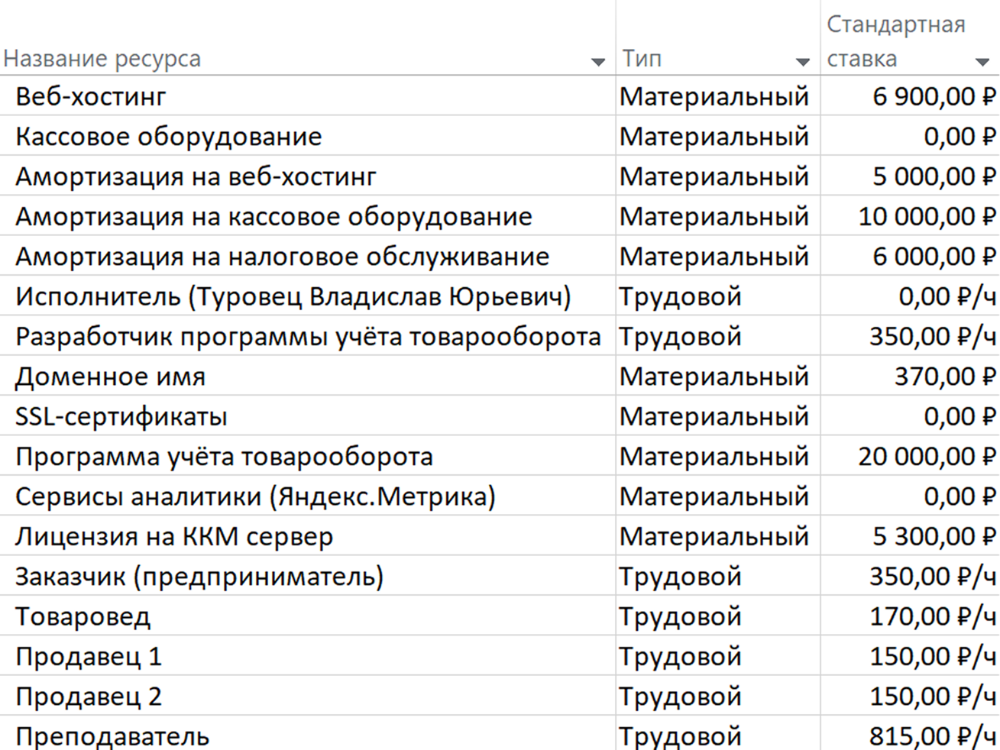 Название ресурса Тип Стандартная ставка
Веб-хостинг Материальный 6 900,00 ₽
Кассовое оборудование Материальный 0,00 ₽
Амортизация на веб-хостинг Материальный 5 000,00 ₽
Амортизация на кассовое оборудование Материальный 10 000,00 ₽
Амортизация на налоговое обслуживание Материальный 6 000,00 ₽
Исполнитель (Туровец Владислав Юрьевич) Трудовой 0,00 ₽/ч
Разработчик программы учёта товарооборота Трудовой 350,00 ₽/ч
Доменное имя Материальный 370,00 ₽
SSL-сертификаты Материальный 0,00 ₽
Программа учёта товарооборота Материальный 20 000,00 ₽
Сервисы аналитики (Яндекс.Метрика) Материальный 0,00 ₽
Лицензия на ККМ сервер Материальный 5 300,00 ₽
Заказчик (предприниматель) Трудовой 350,00 ₽/ч
Товаровед Трудовой 170,00 ₽/ч
Продавец 1 Трудовой 150,00 ₽/ч
Продавец 2 Трудовой 150,00 ₽/ч
Преподаватель Трудовой 815,00 ₽/ч